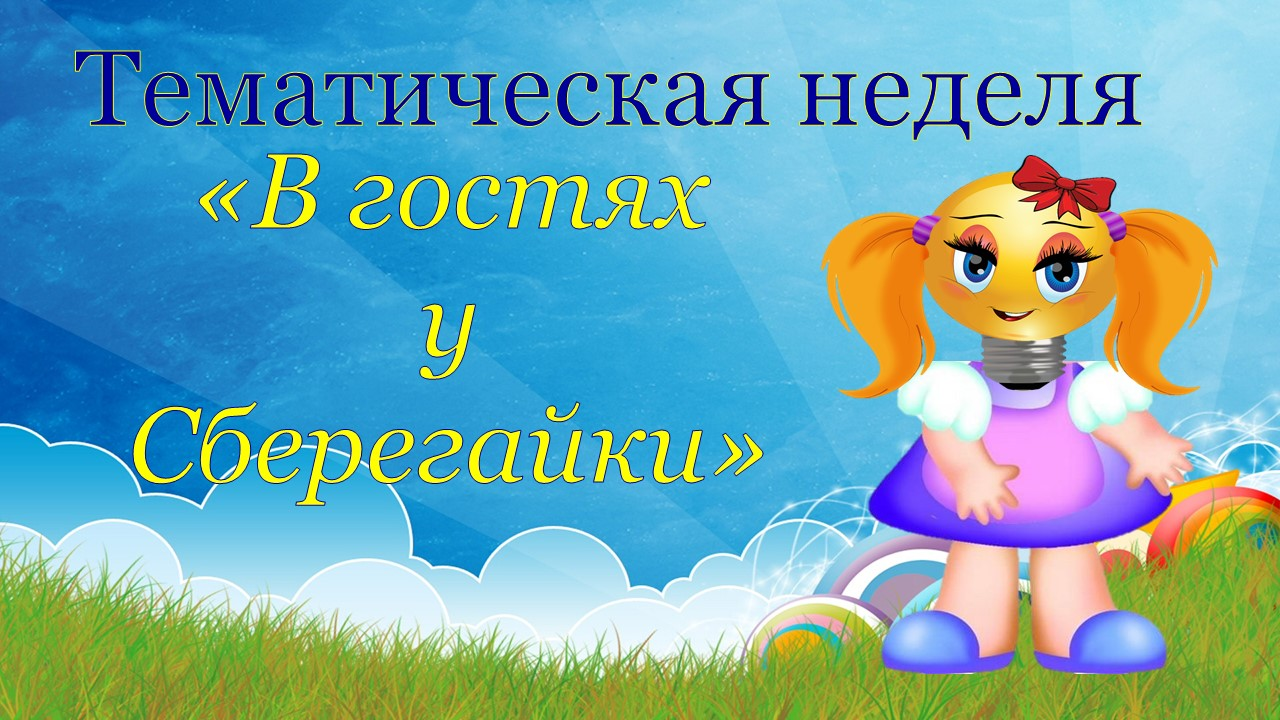 Тематическая неделя
«В гостях
у
Сберегайки»